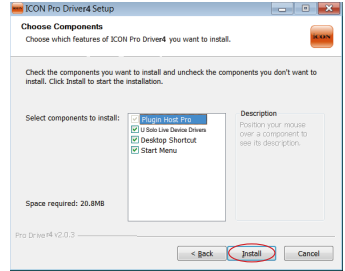 ICON Pro Driver4 Setup
Choose Components
Choose which features of ICON Pro Driver4 you want to install.
ICON
Check the components you want to install and uncheck the components you don't want to
install. Click Install to start the installation.
Select components to install:
Plugin Host Pro
U Solo Live Device Drivers
Desktop Shortcut
Start Menu
Description
Position your mouse
over a component to
see its description.
Space required: 20.8MB
Pro Driver4 v2.0.3
< Back
Install
Cancel